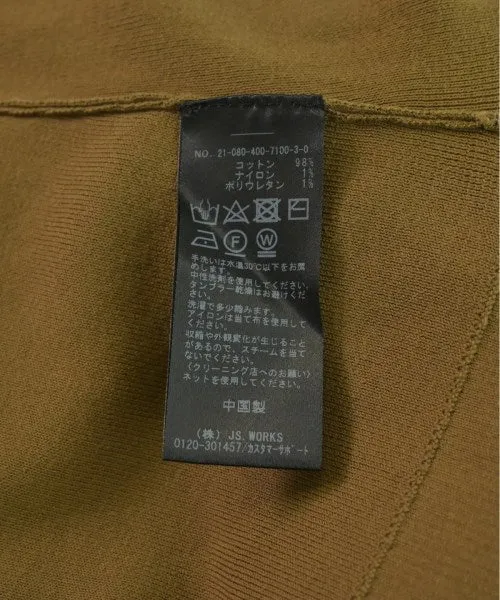 NO. 21-080-400-7100-3-0
コットン 98%
ナイロン 1%
ポリウレタン 1%
手洗いは水温30℃以下をお薦
めします。
中性洗剤を使用してください。
タンブラー乾燥はお避けくだ
さい。
洗濯で多少縮みます。
アイロンは当て布を使用して
ください。
収縮や外観変化が生じること
があるので、スチームを当て
ないでください。
〈クリーニング店へのお願い〉
ネットを使用してください。
中国製
(株) JS. WORKS
0120-301457/カスタマーサポート